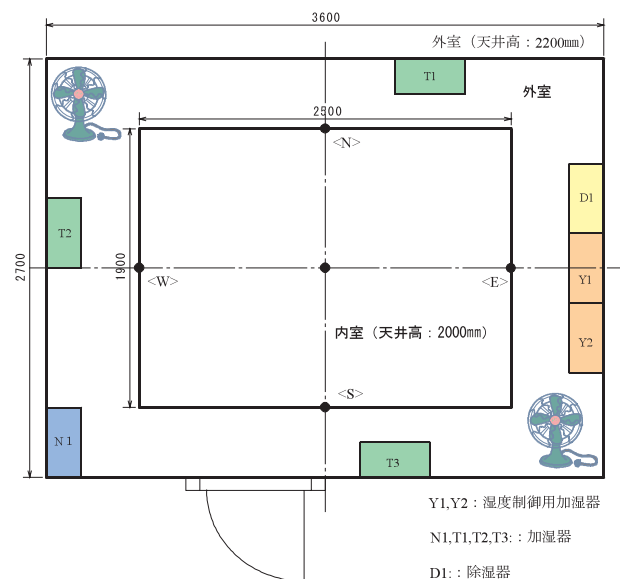 3600
外室（天井高：2200mm）
T1
外室
2500
<N>
D1
T2
2700
1900
<W>
<E>
Y1
内室（天井高：2000mm）
Y2
<S>
N1
T3
Y1,Y2：湿度制御用加湿器
N1,T1,T2,T3:：加湿器
D1:：除湿器